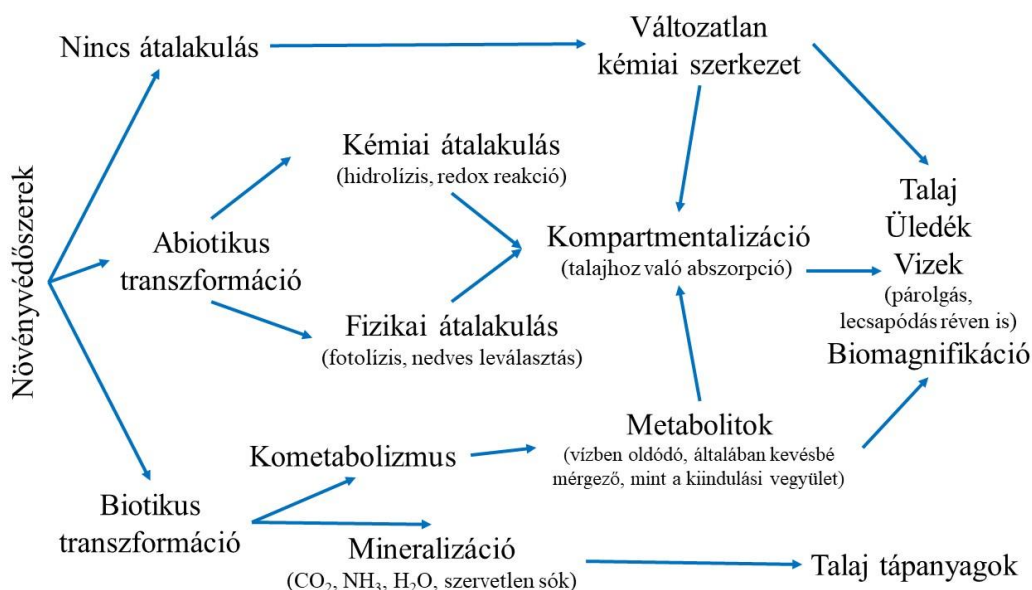 Növényvédőszerek
Nincs átalakulás
Változatlan
kémiai szerkezet
Abiotikus
transzformáció
Kémiai átalakulás
(hidrolízis, redox reakció)
Fizikai átalakulás
(fotolízis, nedves leválasztás)
Kompartmentalizáció
(talajhoz való abszorpció)
Talaj
Üledék
Vizek
(párolgás,
lecsapódás réven is)
Biomagnifikáció
Biotikus
transzformáció
Kometabolizmus
Metabolitok
(vízben oldódó, általában kevésbé
mérgező, mint a kiindulási vegyület)
Mineralizáció
(CO₂, NH₃, H₂O, szervetlen sók)
Talaj tápanyagok